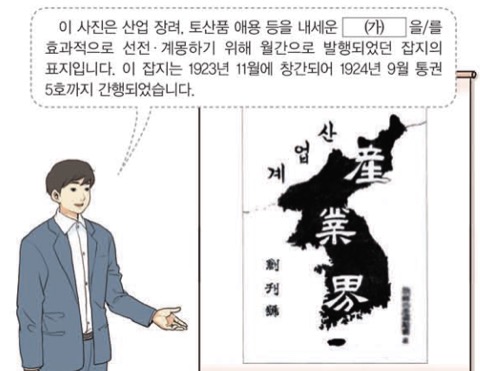 이 사진은 산업 장려, 토산품 애용 등을 내세운 (가) 을/를
효과적으로 선전·계몽하기 위해 월간으로 발행되었던 잡지의
표지입니다. 이 잡지는 1923년 11월에 창간되어 1924년 9월 통권
5호까지 간행되었습니다.
산업계
産業界
創刊號